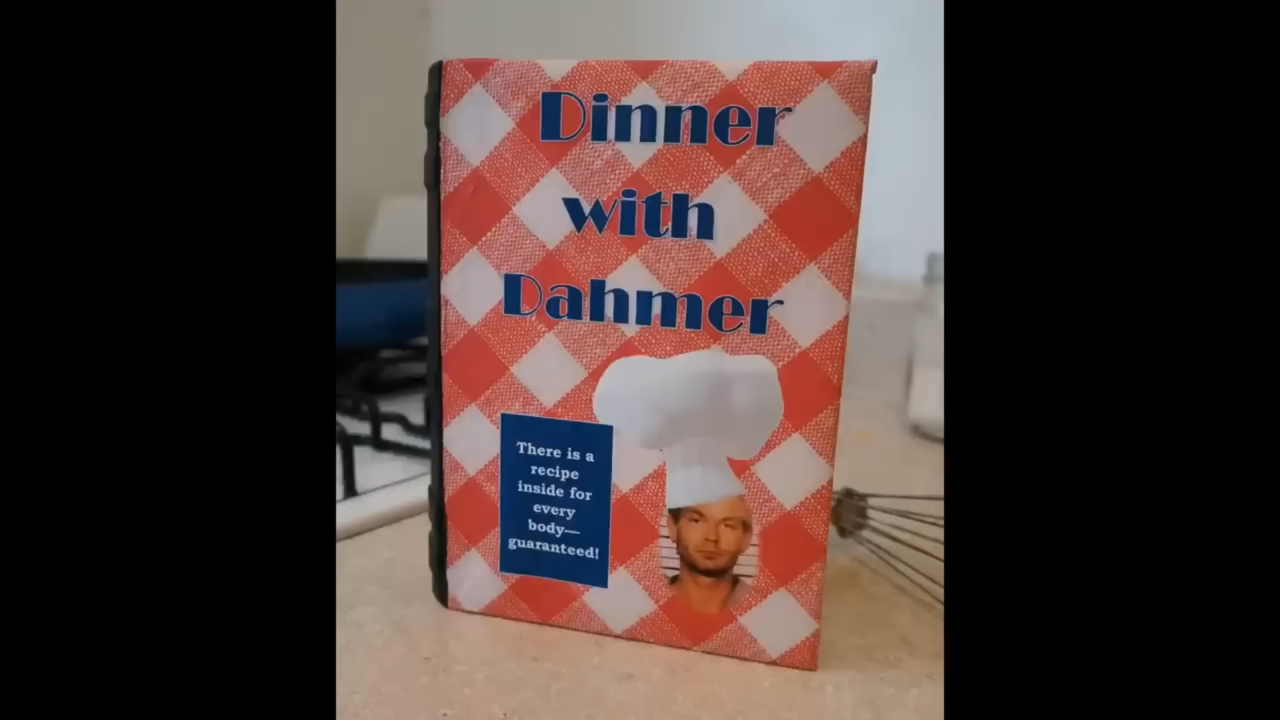 Dinner
with
Dahmer
There is a
recipe
inside for
every
body—
guaranteed!